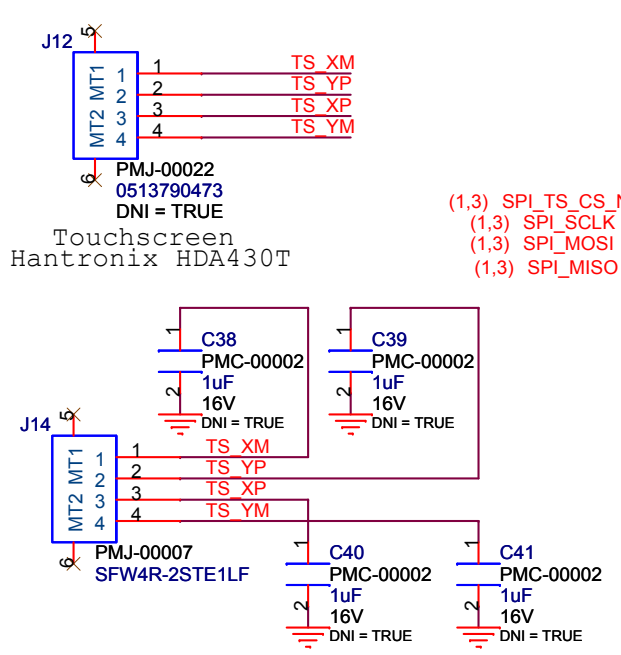 J12
5
MT1
MT2
1
2
3
4
1
2
3
4
TS_XM
TS_YP
TS_XP
TS_YM
6
PMJ-00022
0513790473
DNI = TRUE
Touchscreen
Hantronix HDA430T
(1,3) SPI_TS_CS_
(1,3) SPI_SCLK
(1,3) SPI_MOSI
(1,3) SPI_MISO
1
C38
PMC-00002
1uF
2
16V
DNI = TRUE
1
C39
PMC-00002
1uF
2
16V
DNI = TRUE
J14
5
MT1
MT2
1
2
3
4
1
2
3
4
TS_XM
TS_YP
TS_XP
TS_YM
6
PMJ-00007
SFW4R-2STE1LF
1
C40
PMC-00002
1uF
2
16V
DNI = TRUE
1
C41
PMC-00002
1uF
2
16V
DNI = TRUE